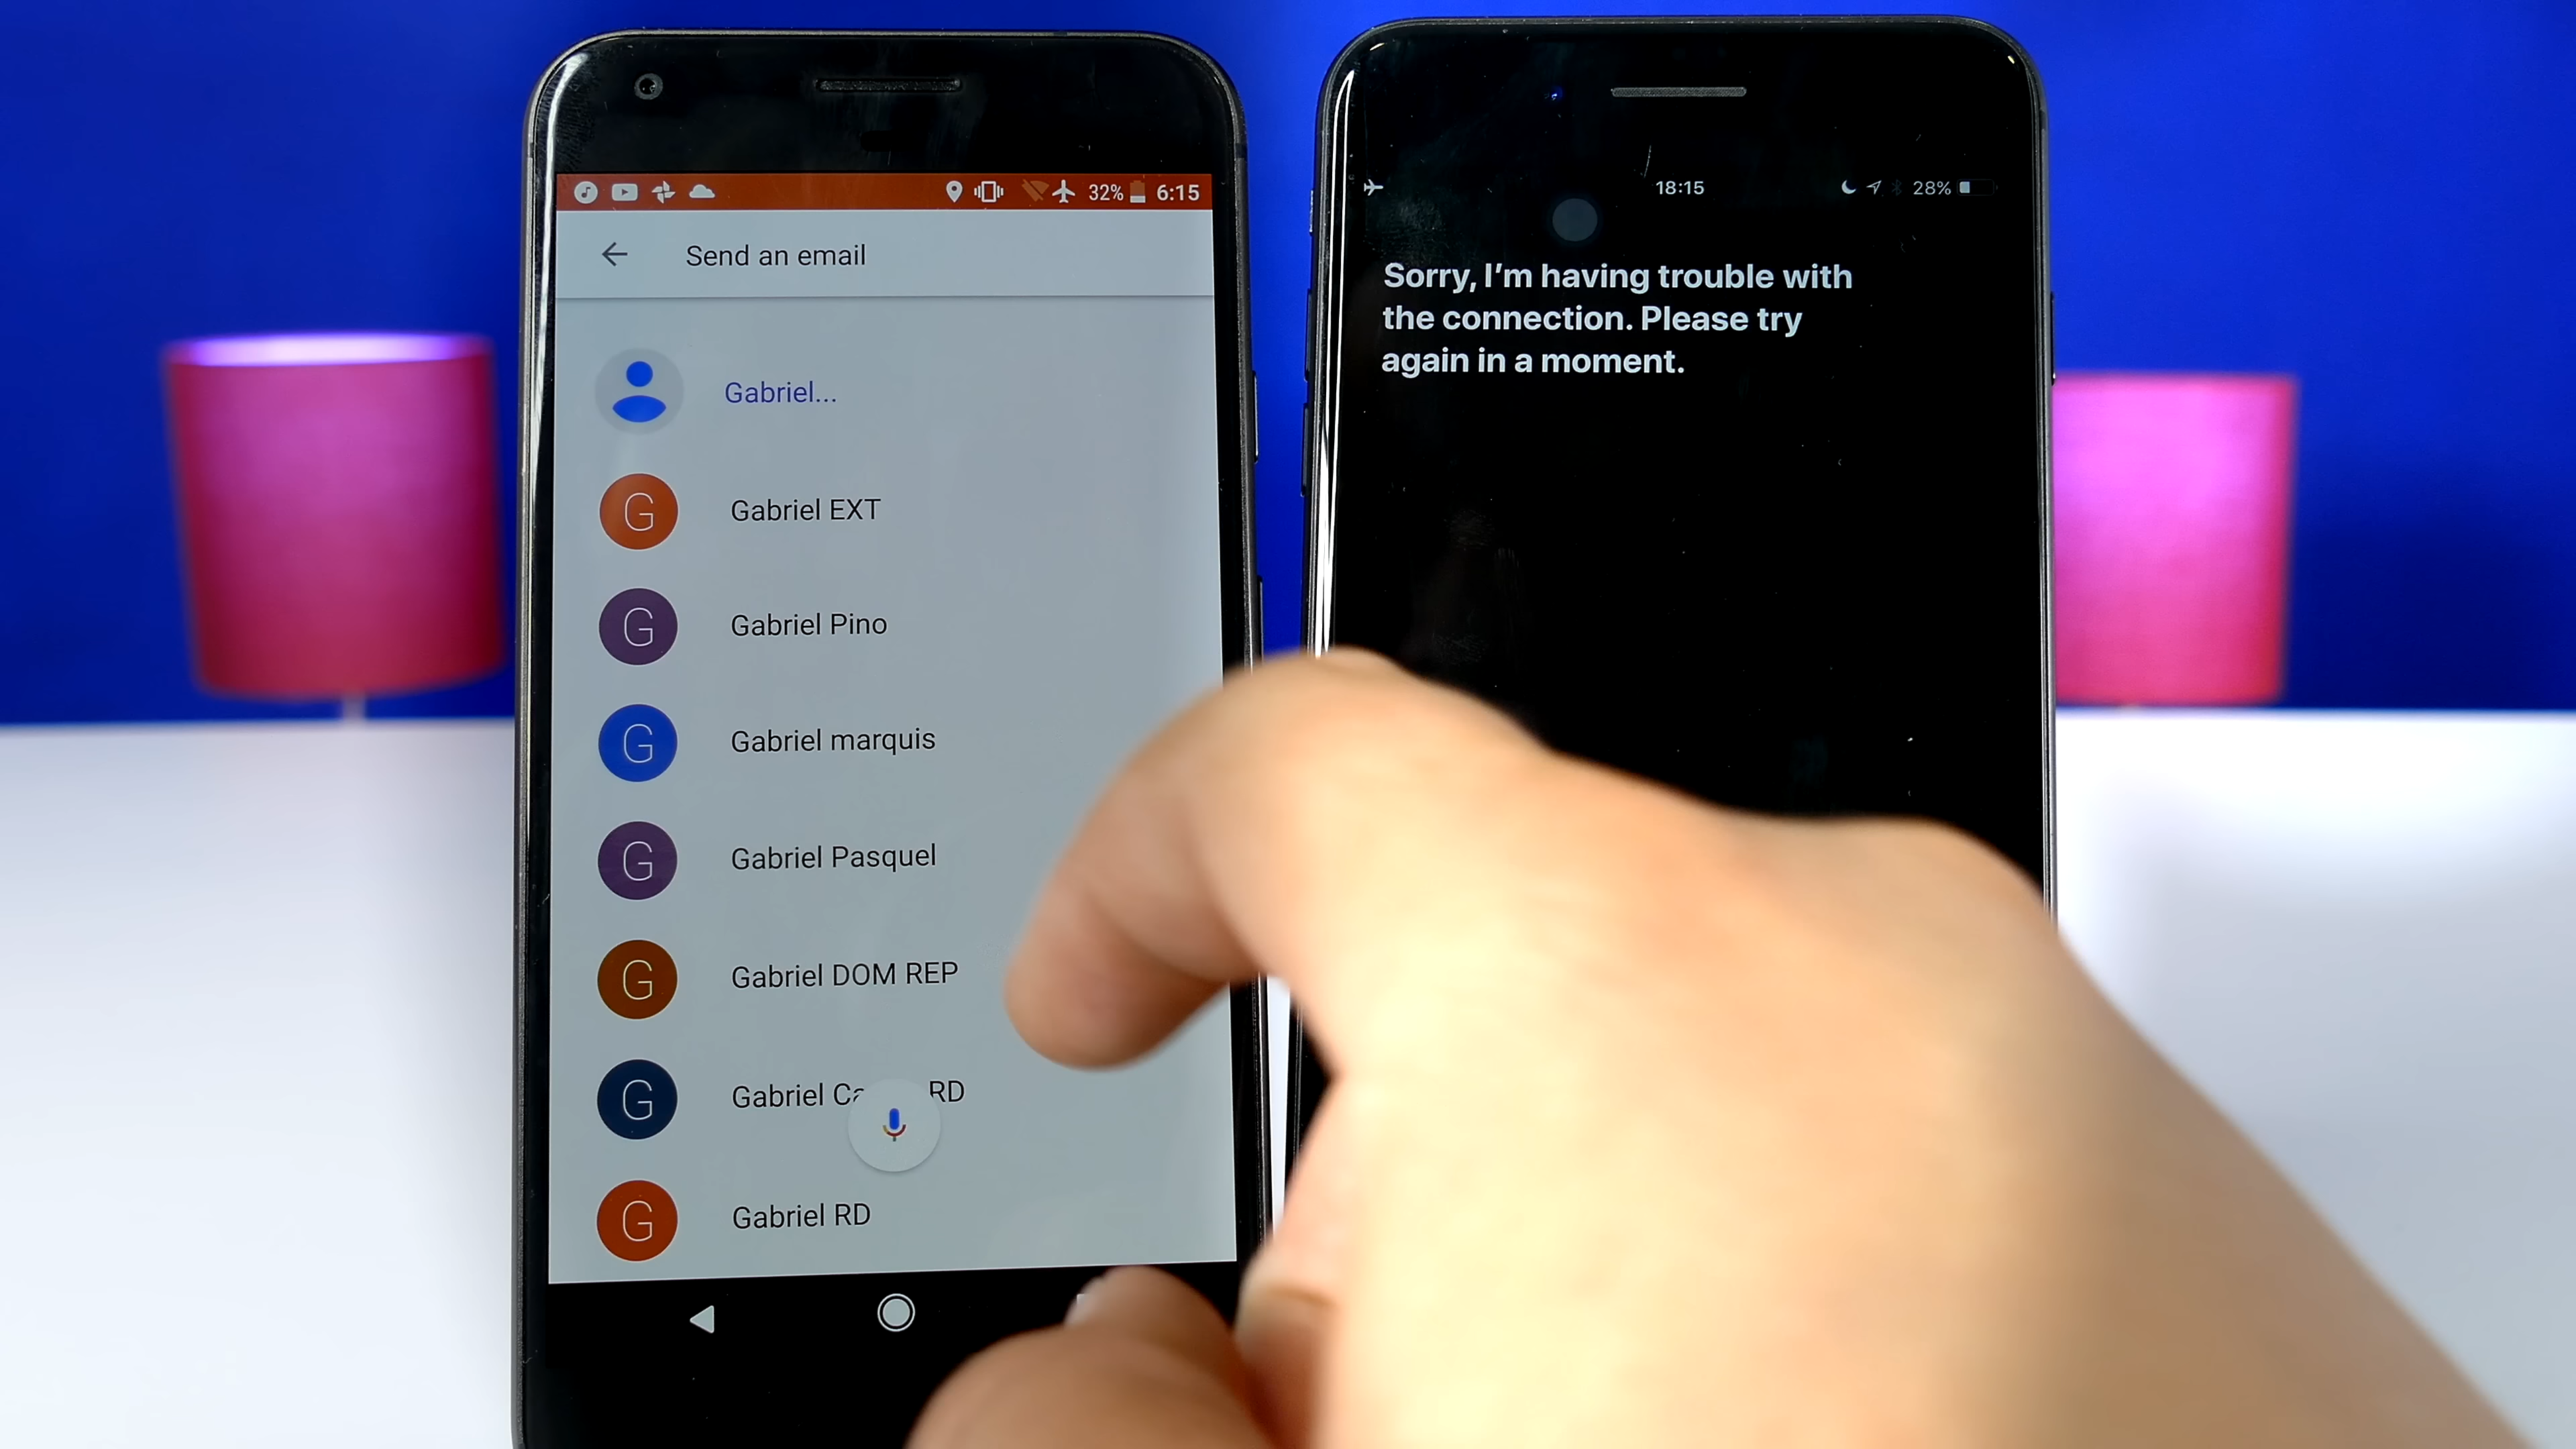 32% 6:15
Send an email
Gabriel...
G Gabriel EXT
G Gabriel Pino
G Gabriel marquis
G Gabriel Pasquel
G Gabriel DOM REP
G Gabriel RD
G Gabriel RD
18:15 28%
Sorry, I'm having trouble with
the connection. Please try
again in a moment.